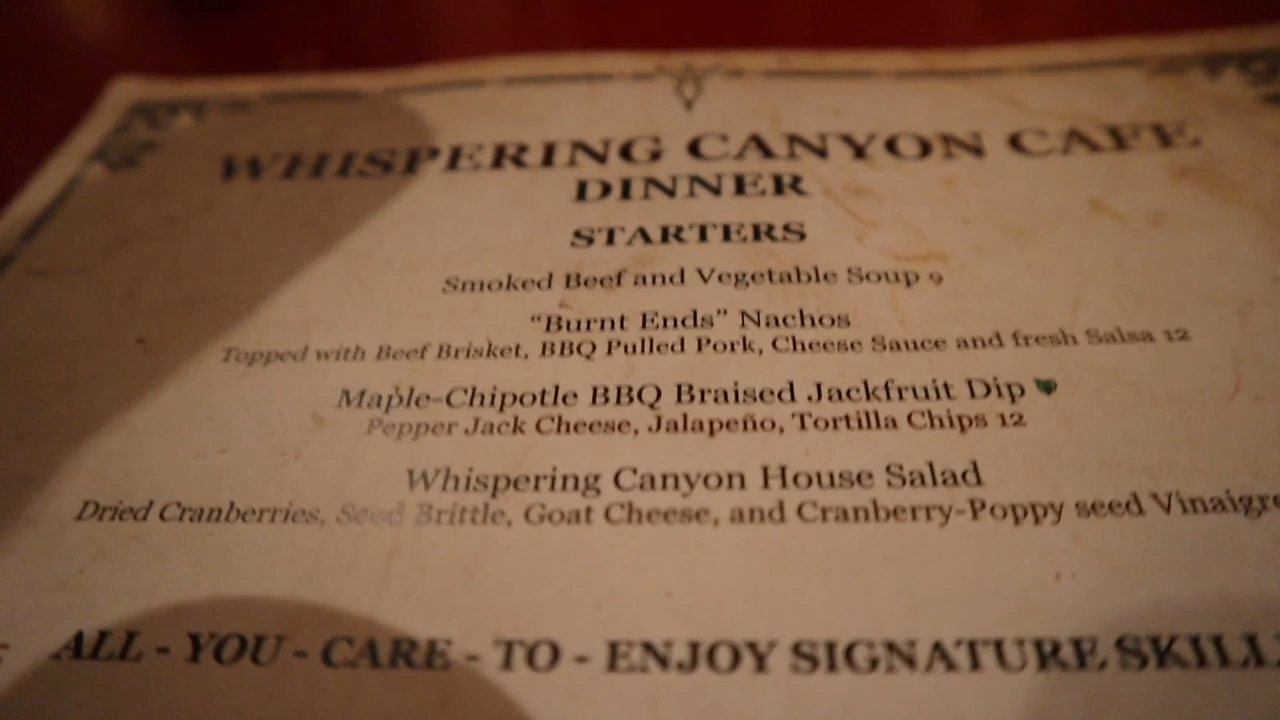 WHISPERING CANYON CAFE
DINNER
STARTERS
Smoked Beef and Vegetable Soup 9
“Burnt Ends” Nachos
Topped with Beef Brisket, BBQ Pulled Pork, Cheese Sauce and fresh Salsa 12
Maple-Chipotle BBQ Braised Jackfruit Dip
Pepper Jack Cheese, Jalapeño, Tortilla Chips 12
Whispering Canyon House Salad
Dried Cranberries, Seed Brittle, Goat Cheese, and Cranberry-Poppy seed Vinaigr
ALL - YOU - CARE - TO - ENJOY SIGNATURE SKILL